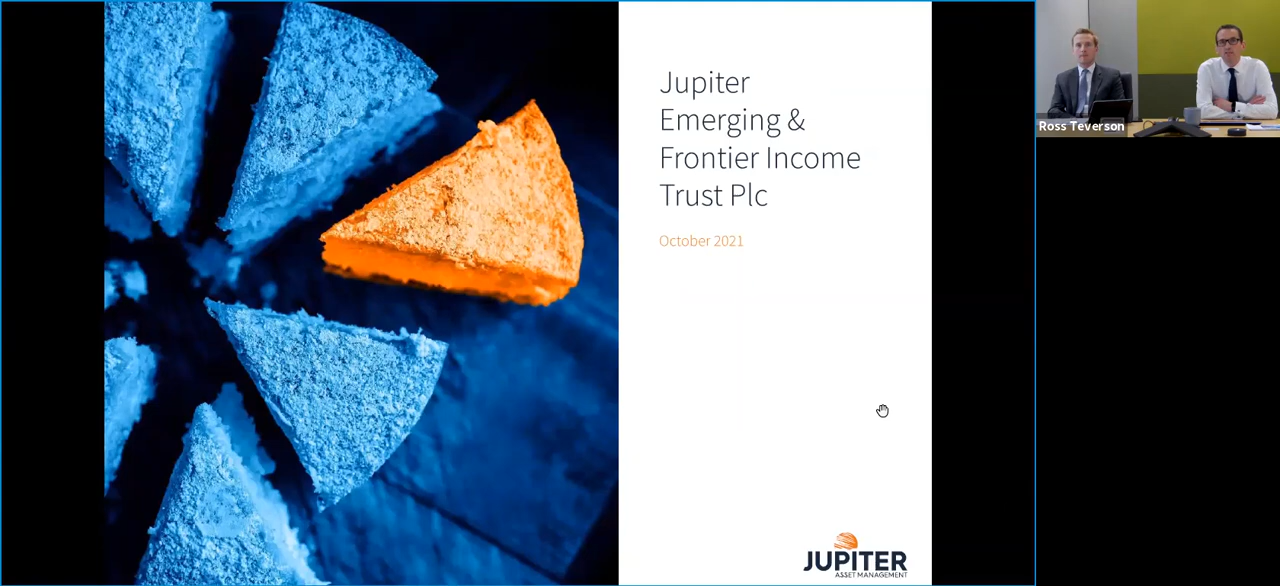 Jupiter
Emerging &
Frontier Income
Trust Plc
October 2021
JUPITER
ASSET MANAGEMENT
Ross Teverson